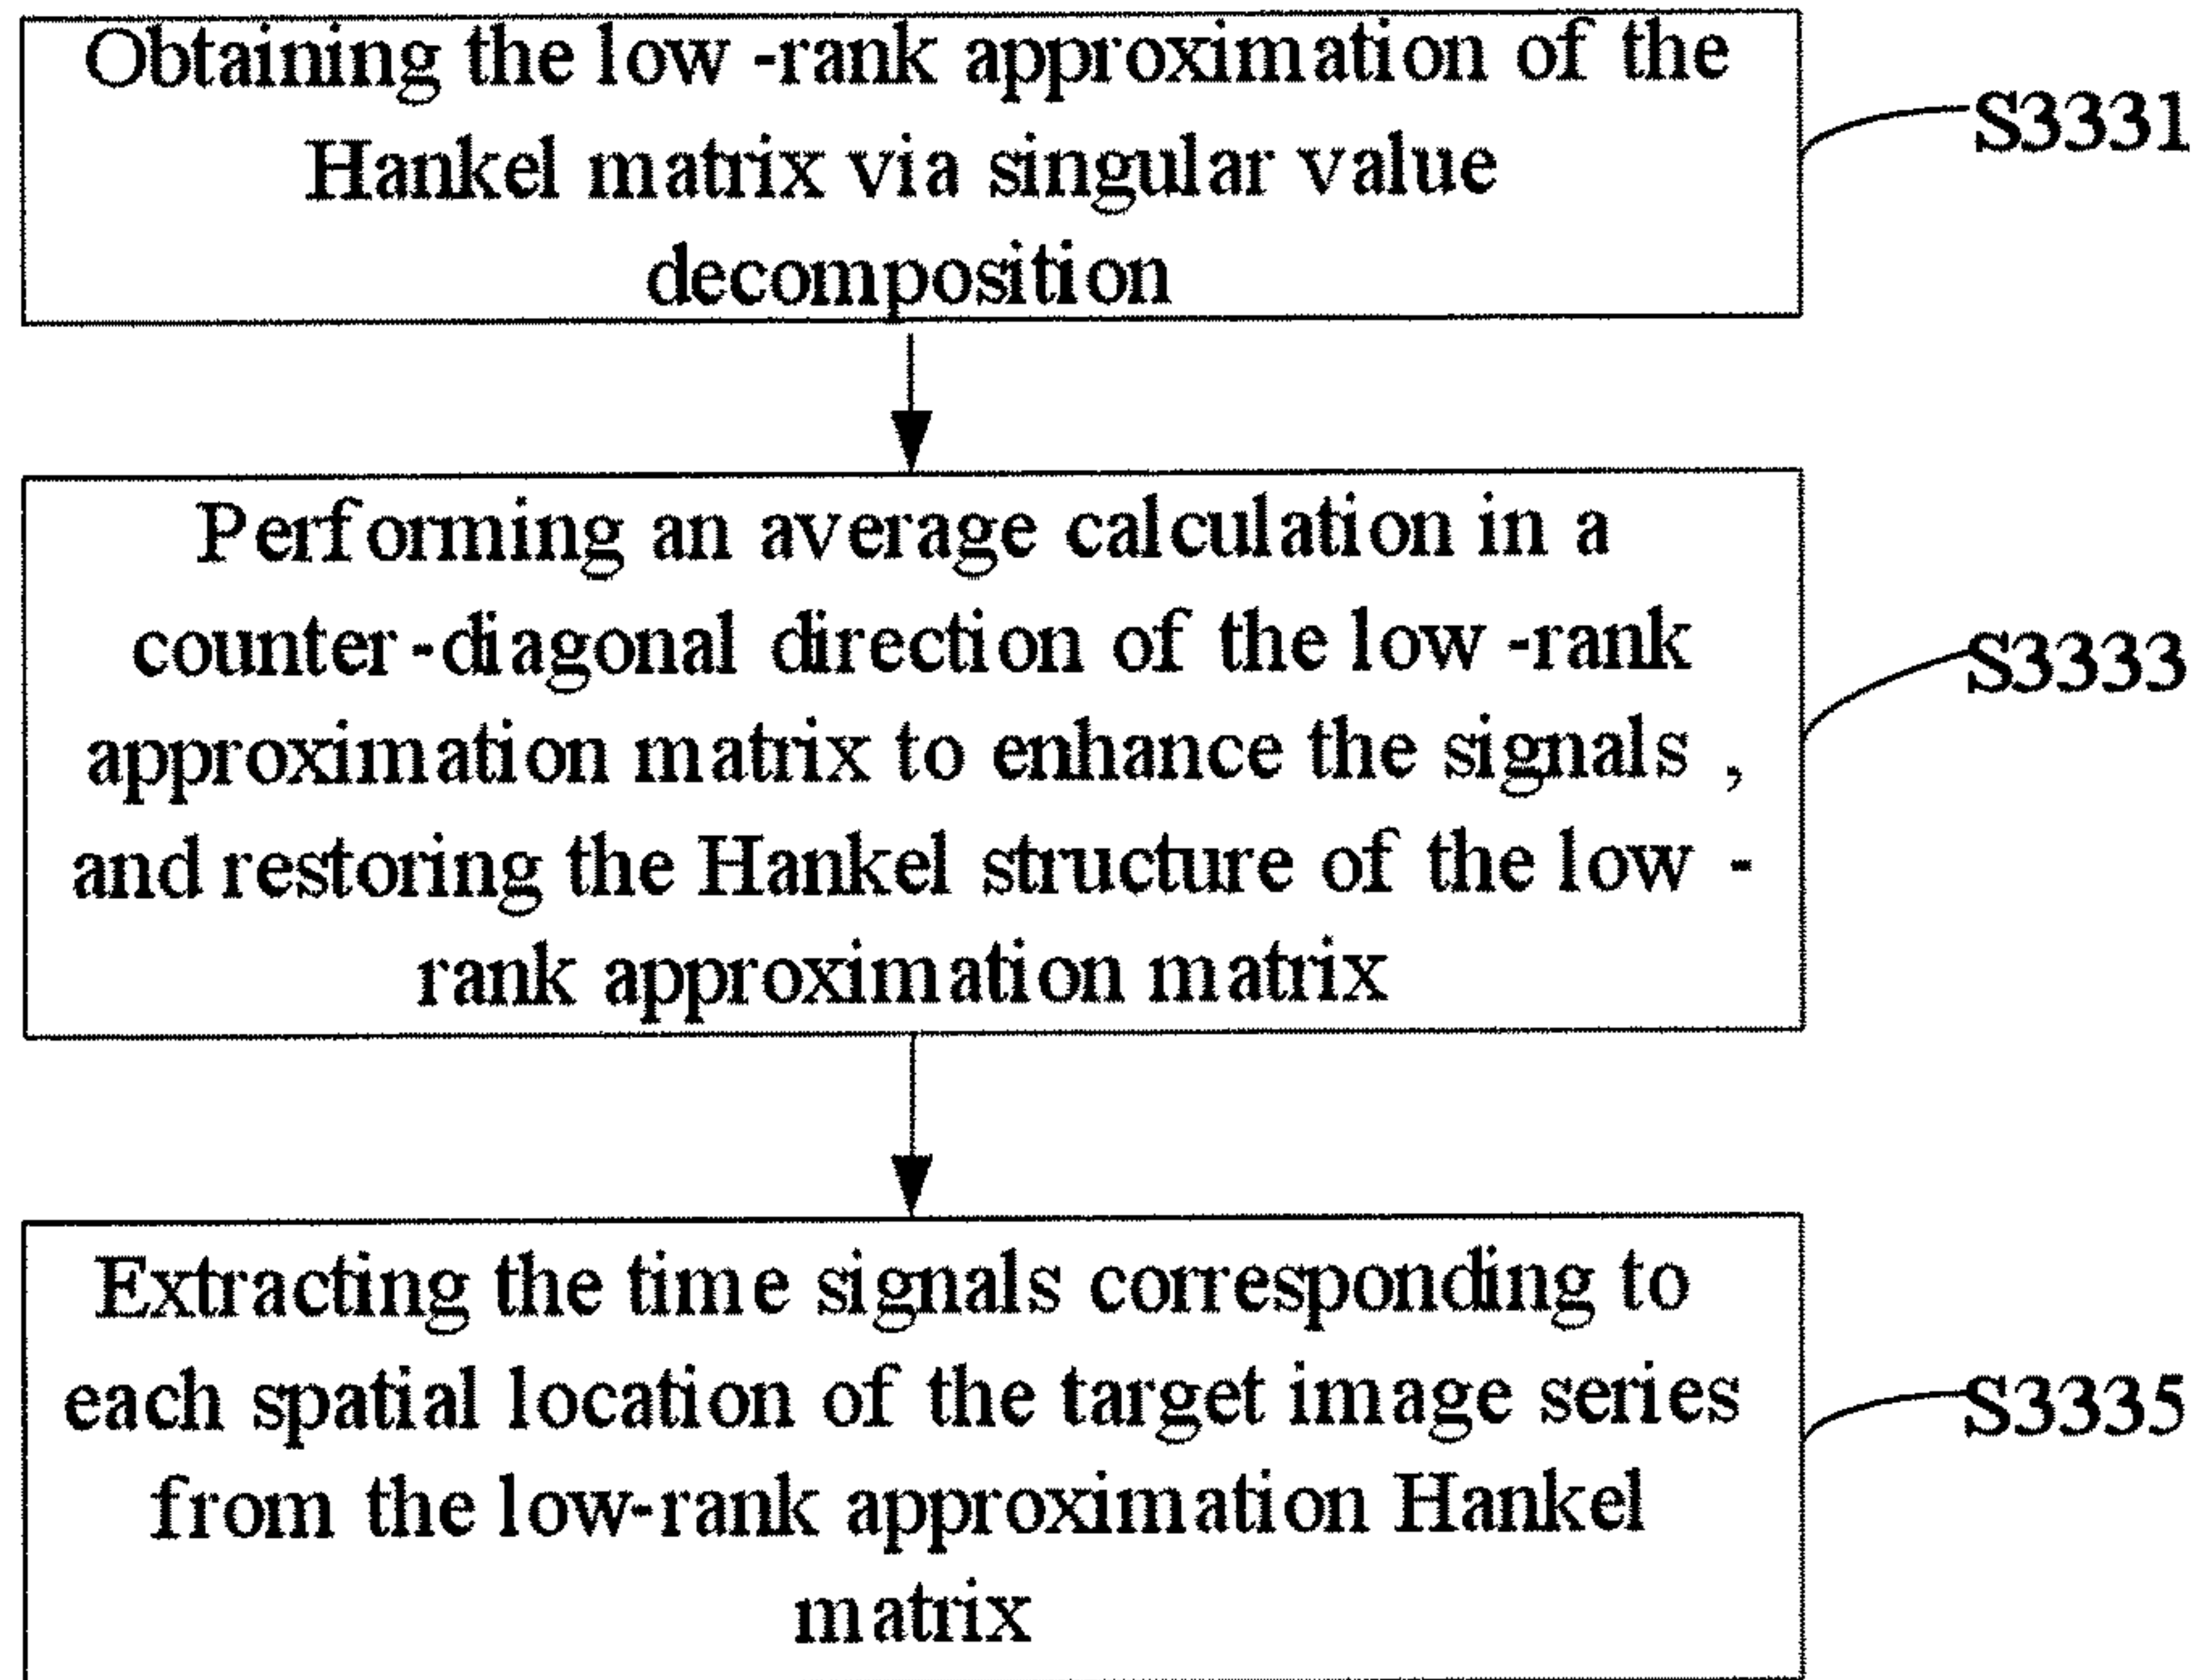 Obtaining the low -rank approximation of the
Hankel matrix via singular value
decomposition
S3331
Performing an average calculation in a
counter -diagonal direction of the low -rank
approximation matrix to enhance the signals ,
and restoring the Hankel structure of the low -
rank approximation matrix
S3333
Extracting the time signals corresponding to
each spatial location of the target image series
from the low-rank approximation Hankel
matrix
S3335